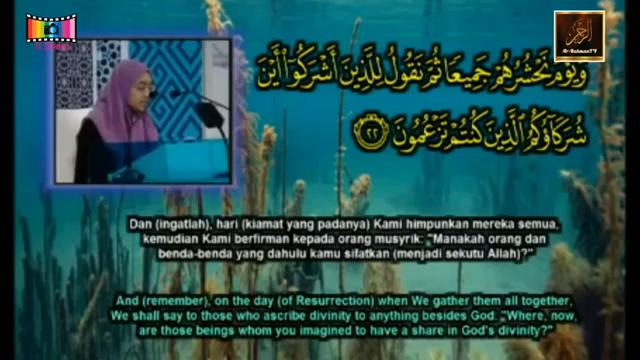 Ar-RahmanTV
وَيَوْمَ نَحْشُرُهُمْ جَمِيعًا ثُمَّ نَقُولُ لِلَّذِينَ أَشْرَكُوٓا۟ أَيْنَ
شُرَكَآؤُكُمُ ٱلَّذِينَ كُنتُمْ تَزْعُمُونَ ٢٢
Dan (ingatlah), hari (kiamat yang padanya) Kami himpunkan mereka semua,
kemudian Kami berfirman kepada orang musyrik: "Manakah orang dan
benda-benda yang dahulu kamu sifatkan (menjadi sekutu Allah)?"
And (remember), on the day (of Resurrection) when We gather them all together,
We shall say to those who ascribe divinity to anything besides God: "Where, now,
are those beings whom you imagined to have a share in God's divinity?"